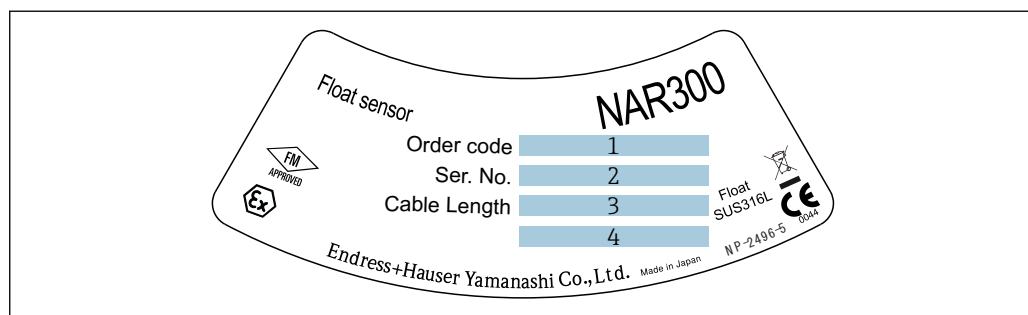 Float sensor
NAR300
Order code 1
Ser. No. 2
Cable Length 3
4
FM
APPROVED
Ex
Float
SUS316L
CE
0044
NP-2496-5
Endress+Hauser Yamanashi Co.,Ltd. Made in Japan